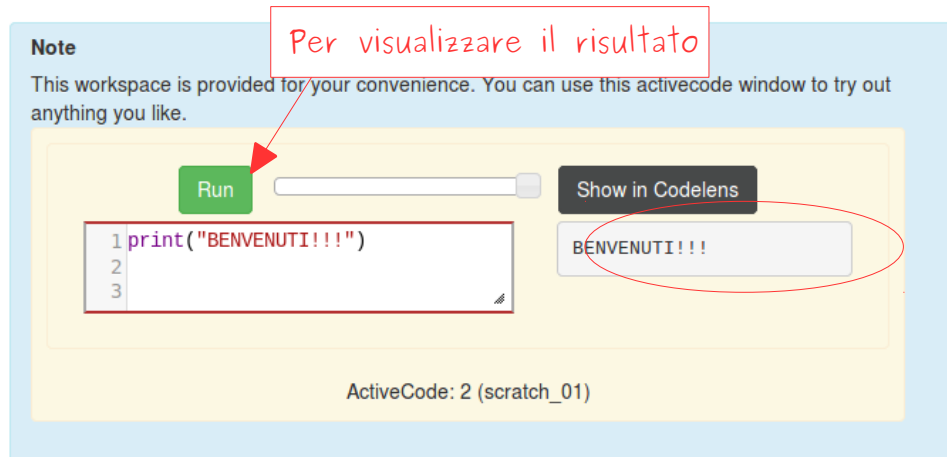 Per visualizzare il risultato
Note
This workspace is provided for your convenience. You can use this activecode window to try out
anything you like.
Run
Show in Codelens
1 print("BENVENUTI!!!")
2
3
BENVENUTI!!!
ActiveCode: 2 (scratch_01)